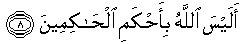 أَلَيْسَ ٱللَّهُ بِأَحْكَمِ ٱلْحَـٰكِمِينَ ٨